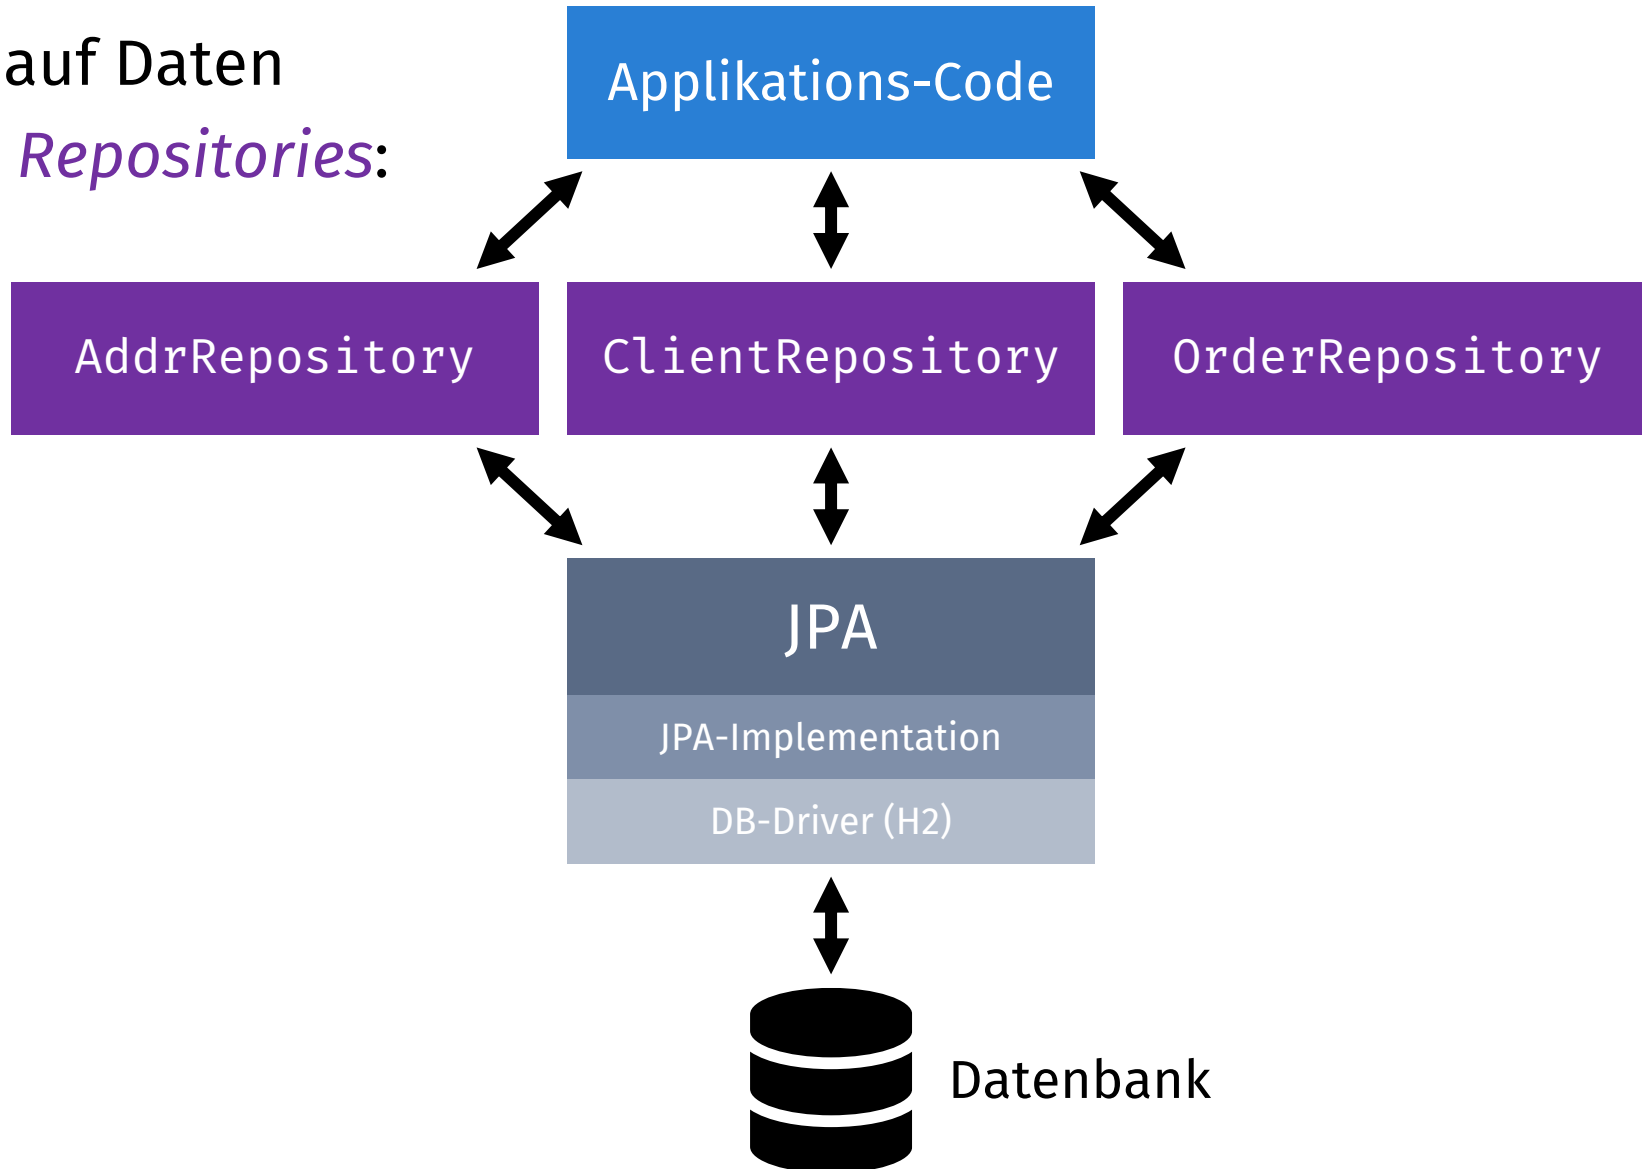 auf Daten
Repositories:
Applikations-Code
AddrRepository
ClientRepository
OrderRepository
JPA
JPA-Implementation
DB-Driver (H2)
Datenbank